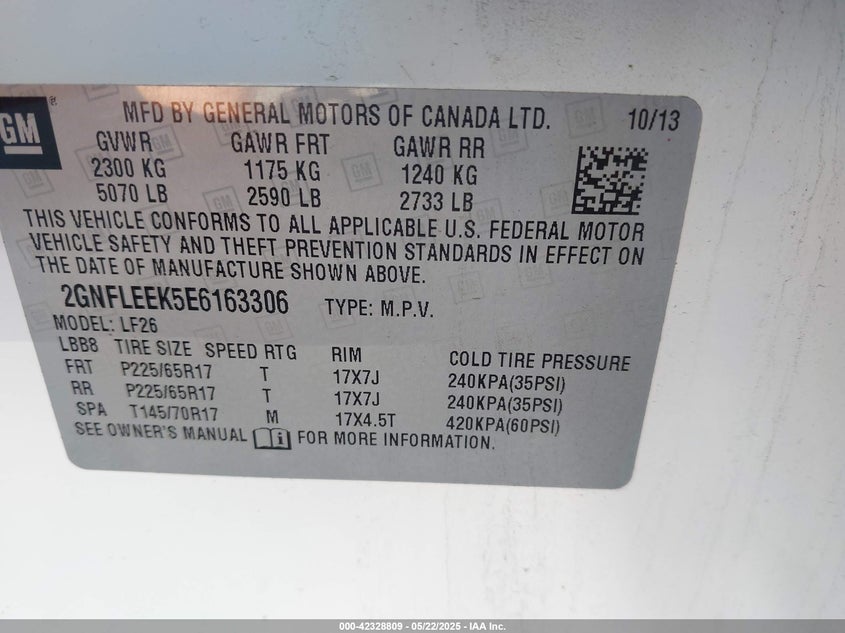 GM
MFD BY GENERAL MOTORS OF CANADA LTD. 10/13
GVWR GAWR FRT GAWR RR
2300 KG 1175 KG 1240 KG
5070 LB 2590 LB 2733 LB
THIS VEHICLE CONFORMS TO ALL APPLICABLE U.S. FEDERAL MOTOR
VEHICLE SAFETY AND THEFT PREVENTION STANDARDS IN EFFECT ON
THE DATE OF MANUFACTURE SHOWN ABOVE.
2GNFLEEK5E6163306 TYPE: M.P.V.
MODEL: LF26
LBB8 TIRE SIZE SPEED RTG RIM COLD TIRE PRESSURE
FRT P225/65R17 T 17X7J 240KPA(35PSI)
RR P225/65R17 T 17X7J 240KPA(35PSI)
SPA T145/70R17 M 17X4.5T 420KPA(60PSI)
SEE OWNER'S MANUAL FOR MORE INFORMATION.
000-42328809 - 05/22/2025 - IAA Inc.